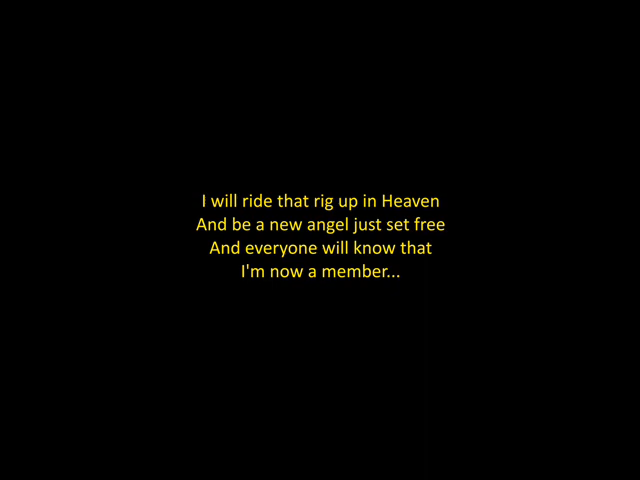 I will ride that rig up in Heaven
And be a new angel just set free
And everyone will know that
I'm now a member...